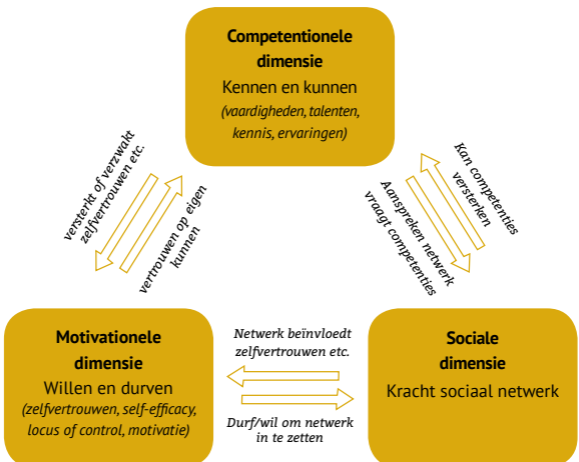 Competentionele
dimensie
Kennen en kunnen
(vaardigheden, talenten,
kennis, ervaringen)
versterkt of verzwakt
zelfvertrouwen etc.
vertrouwen op eigen
kunnen
Kan competenties
versterken
Aanspreken netwerk
vraagt competenties
Motivationele
dimensie
Willen en durven
(zelfvertrouwen, self-efficacy,
locus of control, motivatie)
Netwerk beïnvloedt
zelfvertrouwen etc.
Durf/wil om netwerk
in te zetten
Sociale
dimensie
Kracht sociaal netwerk